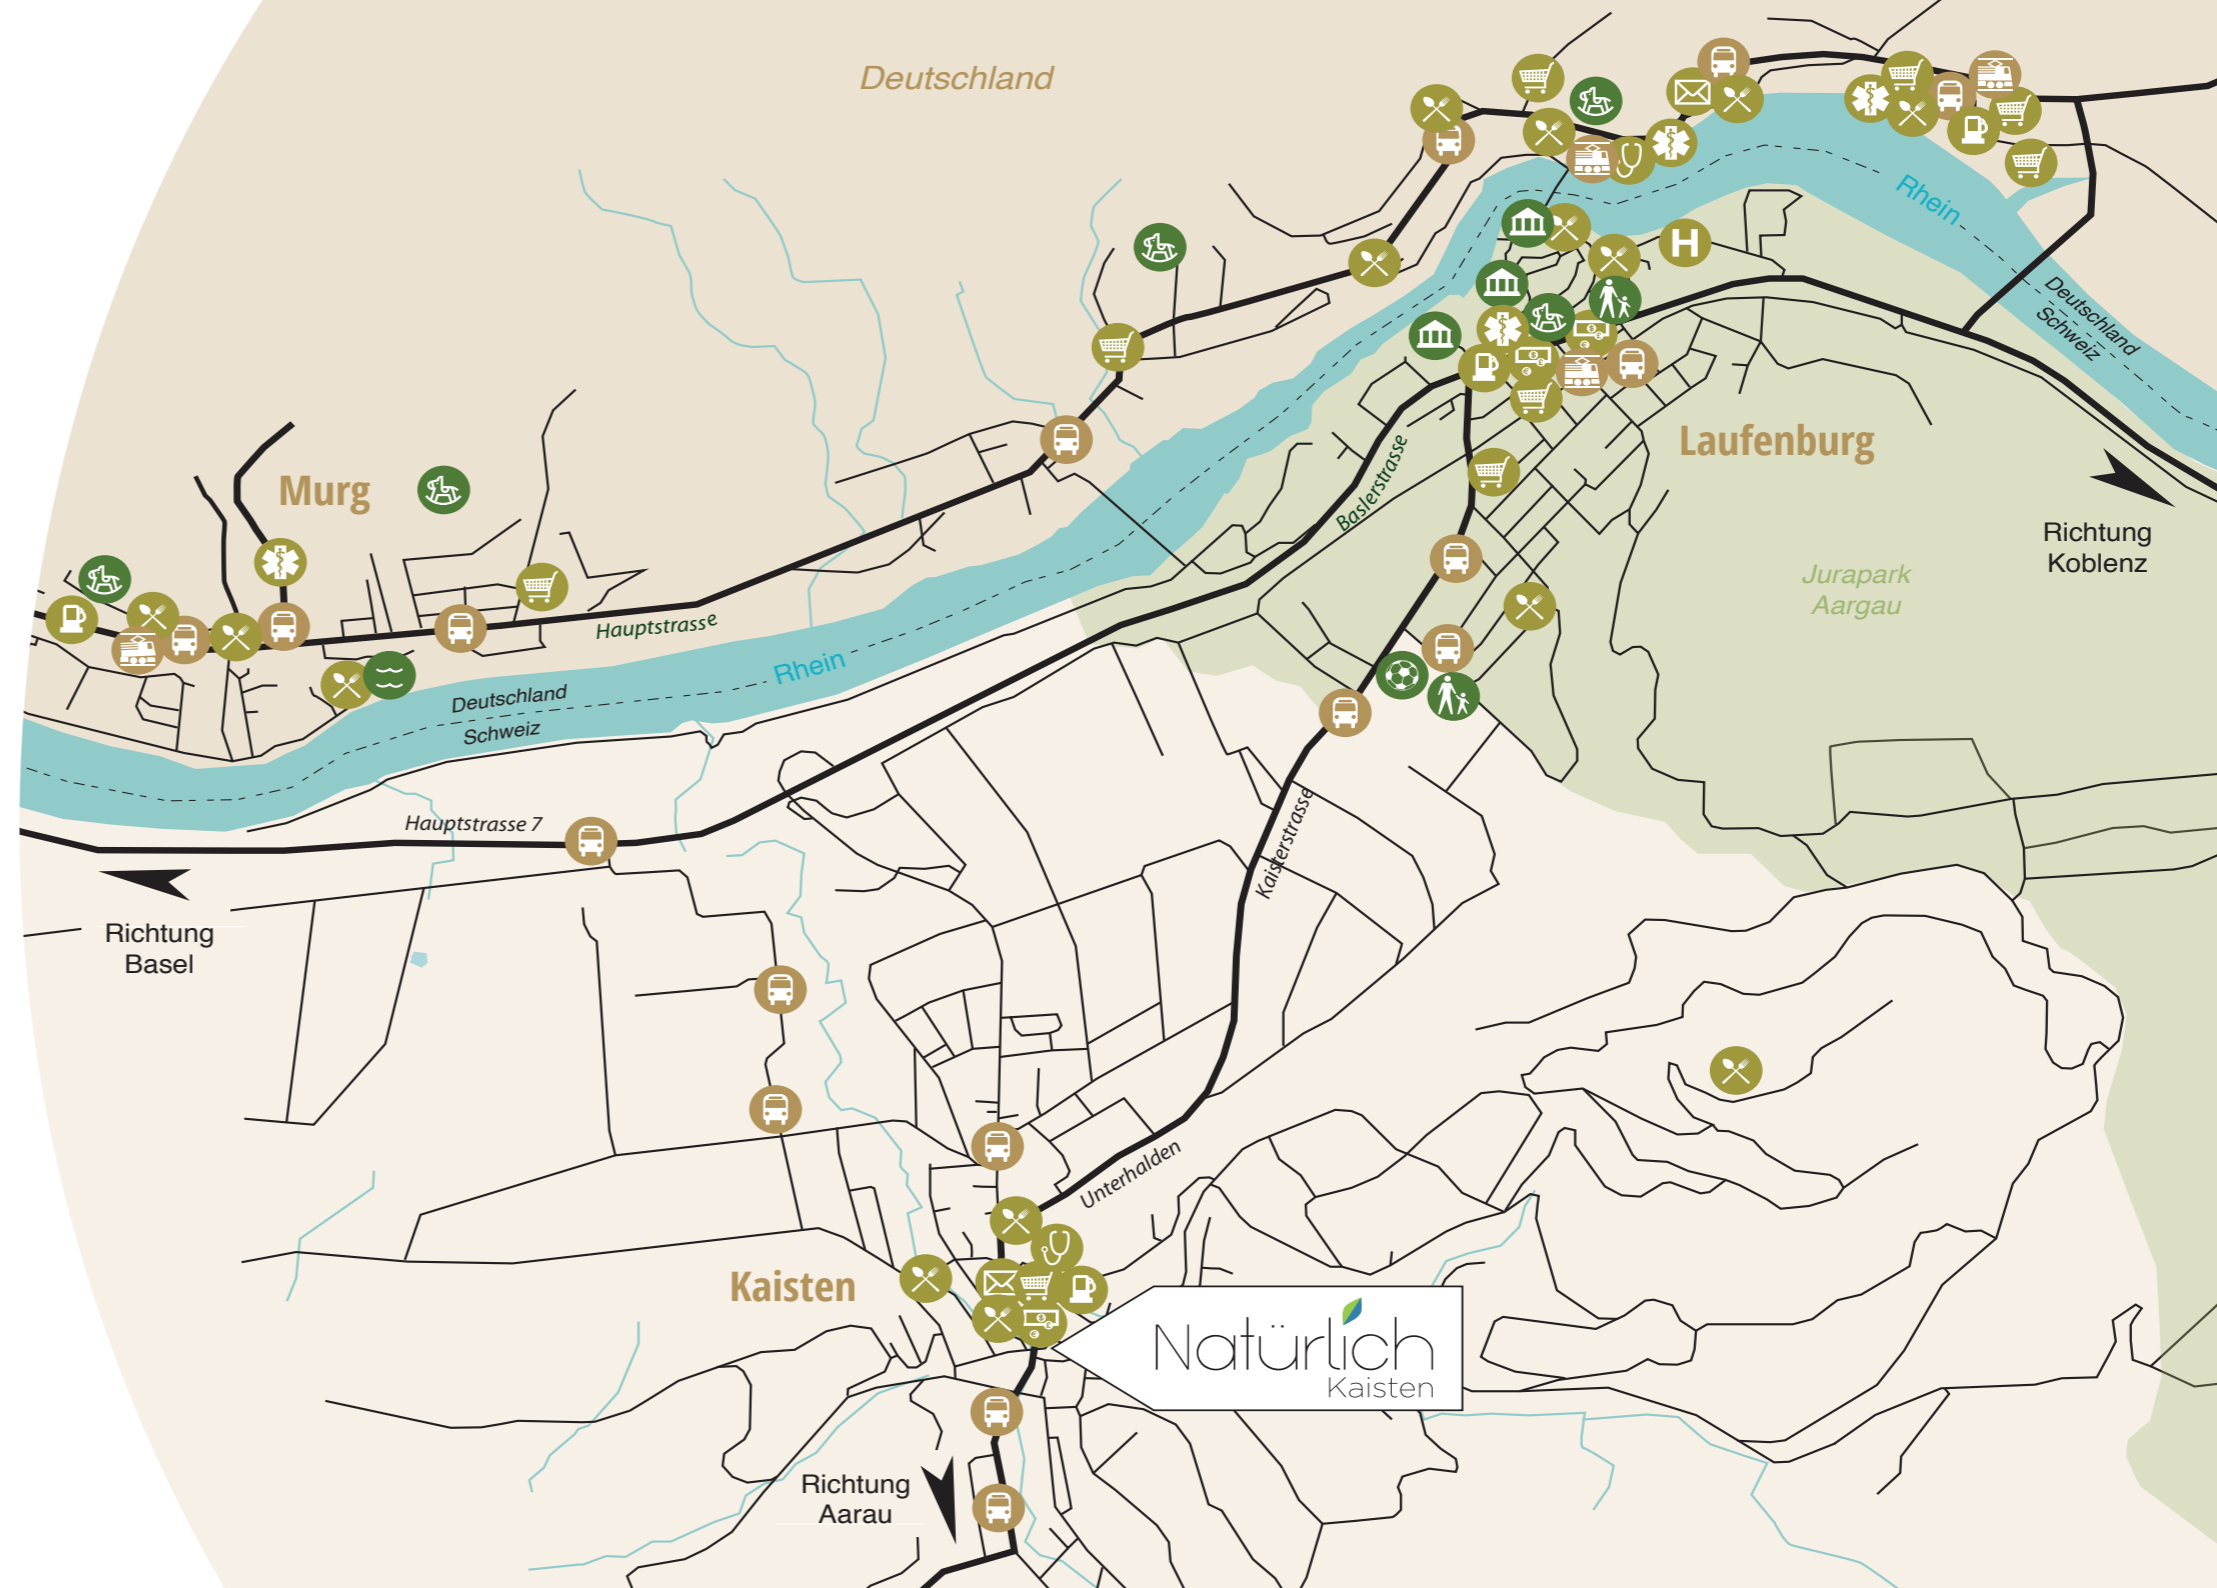 Deutschland
Rhein
H
Deutschland
Schweiz
Laufenburg
Baslerstrasse
Murg
Richtung
Koblenz
Jurapark
Aargau
Hauptstrasse
Rhein
Deutschland
Schweiz
Hauptstrasse 7
Kaisterstrasse
Richtung
Basel
Unterhalden
Kaisten
Natürlich
Kaisten
Richtung
Aarau